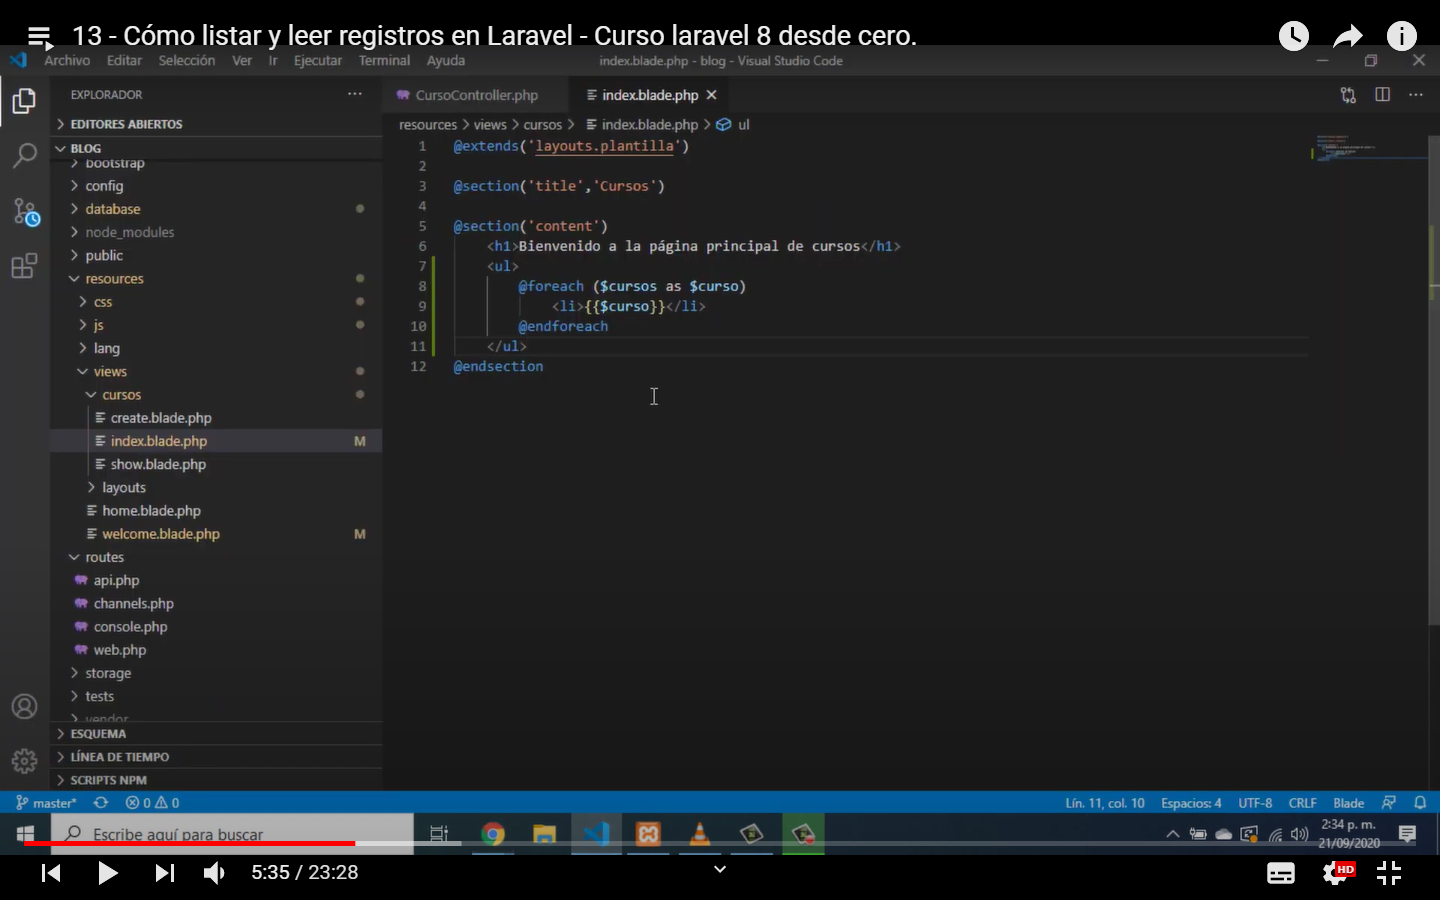 13 - Cómo listar y leer registros en Laravel - Curso laravel 8 desde cero.
Archivo Editar Selección Ver Ir Ejecutar Terminal Ayuda
index.blade.php - blog - Visual Studio Code
EXPLORADOR
EDITORES ABIERTOS
BLOG
bootstrap
config
database
node_modules
public
resources
css
js
lang
views
cursos
create.blade.php
index.blade.php M
show.blade.php
layouts
home.blade.php
welcome.blade.php M
routes
api.php
channels.php
console.php
web.php
storage
tests
vendor
ESQUEMA
LÍNEA DE TIEMPO
SCRIPTS NPM
CursoController.php index.blade.php
resources > views > cursos > index.blade.php > ul
1 @extends('layouts.plantilla')
2
3 @section('title','Cursos')
4
5 @section('content')
6 <h1>Bienvenido a la página principal de cursos</h1>
7 <ul>
8 @foreach ($cursos as $curso)
9 <li>{{$curso}}</li>
10 @endforeach
11 </ul>
12 @endsection
master* 0 0 Lín. 11, col. 10 Espacios: 4 UTF-8 CRLF Blade
Escribe aquí para buscar
2:34 p. m.
21/09/2020
5:35 / 23:28
HD